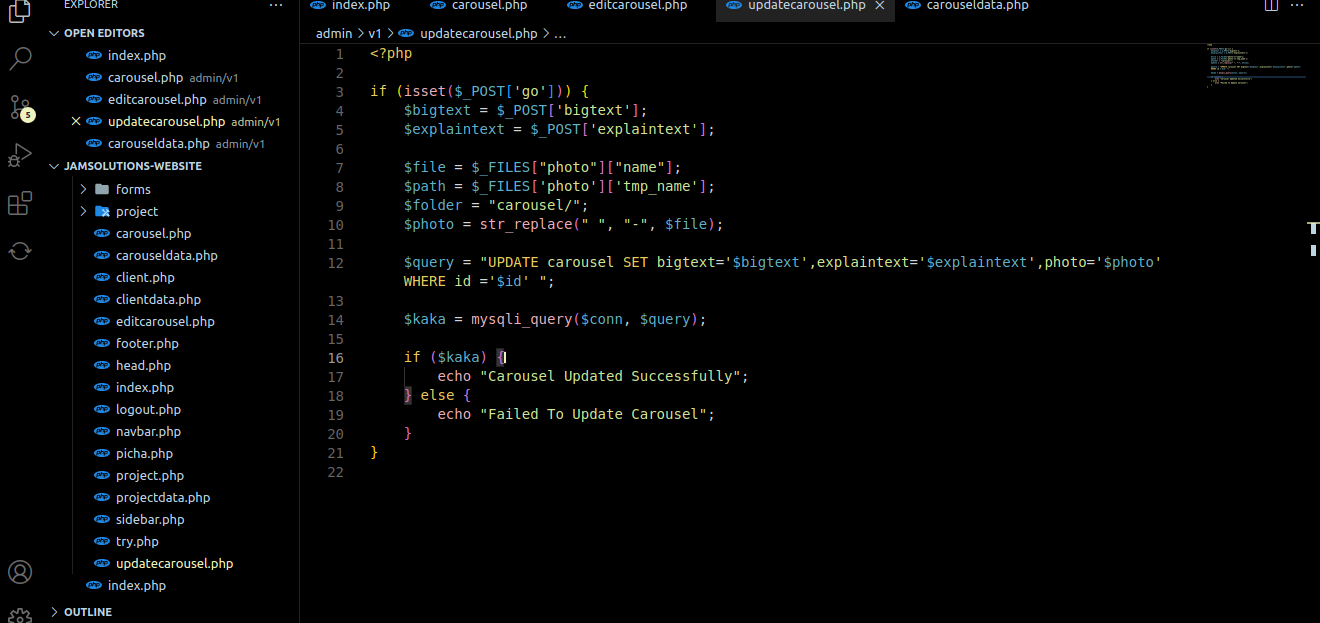 EXPLORER
OPEN EDITORS
index.php
carousel.php admin/v1
editcarousel.php admin/v1
updatecarousel.php admin/v1
carouseldata.php admin/v1
JAMSOLUTIONS-WEBSITE
forms
project
carousel.php
carouseldata.php
client.php
clientdata.php
editcarousel.php
footer.php
head.php
index.php
logout.php
navbar.php
picha.php
project.php
projectdata.php
sidebar.php
try.php
updatecarousel.php
index.php
OUTLINE
5
index.php carousel.php editcarousel.php updatecarousel.php carouseldata.php
admin > v1 > updatecarousel.php > ...
1 <?php
2
3 if (isset($_POST['go'])) {
4 $bigtext = $_POST['bigtext'];
5 $explaintext = $_POST['explaintext'];
6
7 $file = $_FILES["photo"]["name"];
8 $path = $_FILES['photo']['tmp_name'];
9 $folder = "carousel/";
10 $photo = str_replace(" ", "-", $file);
11
12 $query = "UPDATE carousel SET bigtext='$bigtext',explaintext='$explaintext',photo='$photo'
WHERE id ='$id' ";
13
14 $kaka = mysqli_query($conn, $query);
15
16 if ($kaka) {
17 echo "Carousel Updated Successfully";
18 } else {
19 echo "Failed To Update Carousel";
20 }
21 }
22